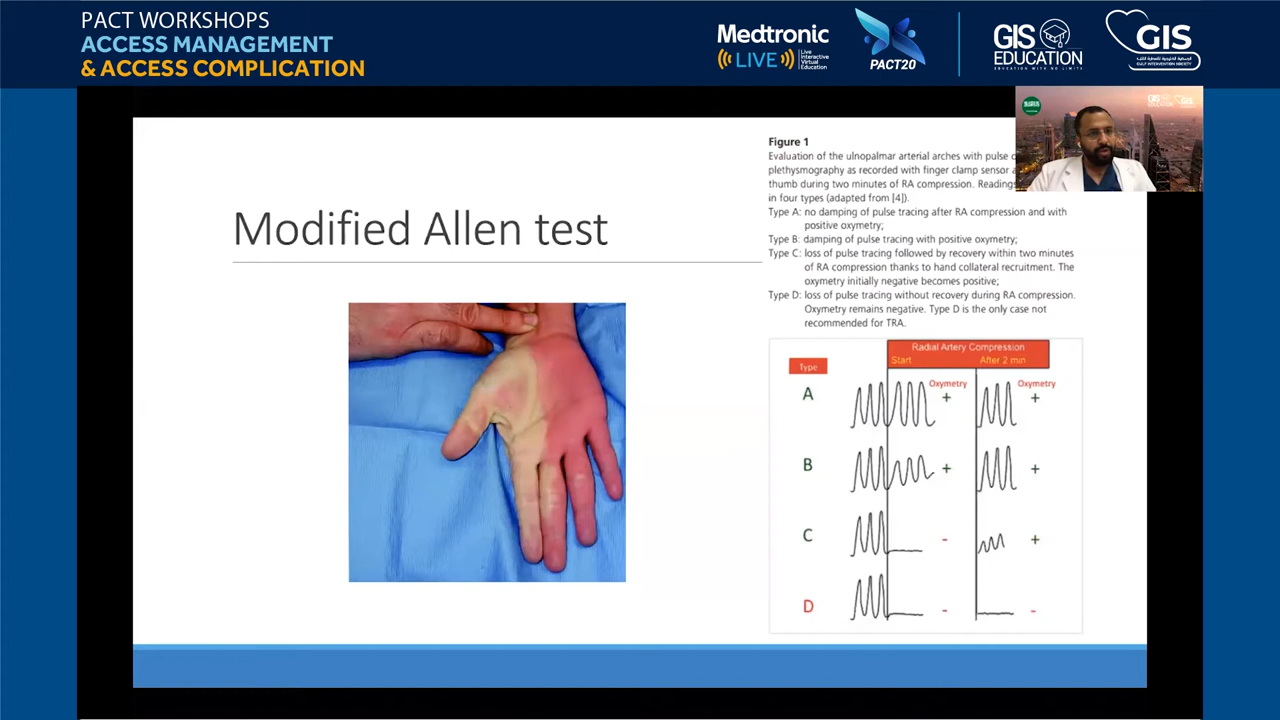 PACT WORKSHOPS
ACCESS MANAGEMENT
& ACCESS COMPLICATION
Medtronic
LIVE
Live
Interactive
Virtual
Education
PACT20
GIS
EDUCATION
EDUCATION WITH NO LIMITS
GIS
GULF INTERVENTION SOCIETY
GIS
EDUCATION
GIS
Modified Allen test
Figure 1
Evaluation of the ulnopalmar arterial arches with pulse
plethysmography as recorded with finger clamp sensor
thumb during two minutes of RA compression. Readings
in four types (adapted from [4]).
Type A: no damping of pulse tracing after RA compression and with
positive oxymetry;
Type B: damping of pulse tracing with positive oxymetry;
Type C: loss of pulse tracing followed by recovery within two minutes
of RA compression thanks to hand collateral recruitment. The
oxymetry initially negative becomes positive;
Type D: loss of pulse tracing without recovery during RA compression.
Oxymetry remains negative. Type D is the only case not
recommended for TRA.
Radial Artery Compression
Type Start After 2 min
Oxymetry Oxymetry
A + +
B + +
C - +
D - -